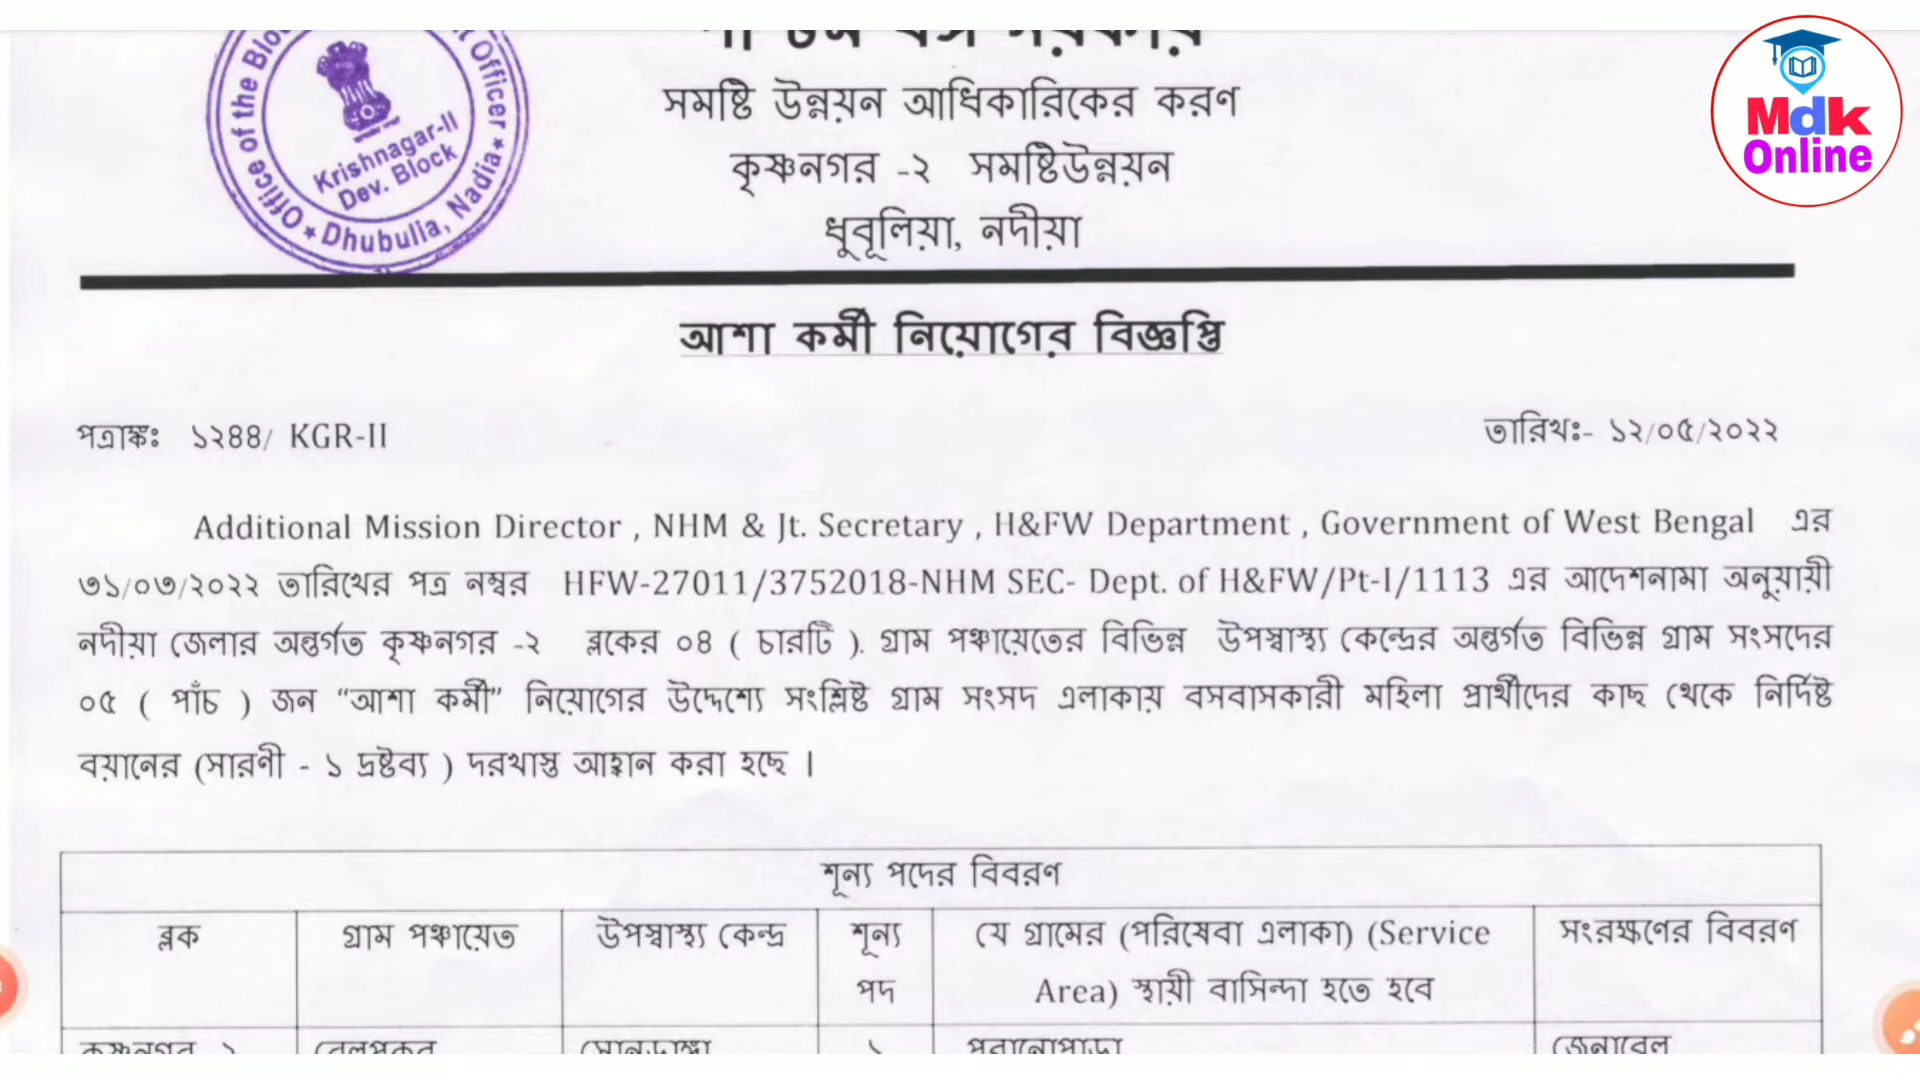 Office of the Bloc
Officer
Krishnagar-II
Dev. Block
* Dhubulia, Nadia *
Mdk
Online
সমষ্টি উন্নয়ন আধিকারিকের করণ
কৃষ্ণনগর -২ সমষ্টিউন্নয়ন
ধুবূলিয়া, নদীয়া
আশা কর্মী নিয়োগের বিজ্ঞপ্তি
পত্রাঙ্কঃ ১২৪৪/ KGR-II
তারিখঃ- ১২/০৫/২০২২
Additional Mission Director , NHM & Jt. Secretary , H&FW Department , Government of West Bengal এর
৩১/০৩/২০২২ তারিখের পত্র নম্বর HFW-27011/3752018-NHM SEC- Dept. of H&FW/Pt-I/1113 এর আদেশনামা অনুযায়ী
নদীয়া জেলার অন্তর্গত কৃষ্ণনগর -২ ব্লকের ০৪ ( চারটি ). গ্রাম পঞ্চায়েতের বিভিন্ন উপস্বাস্থ্য কেন্দ্রের অন্তর্গত বিভিন্ন গ্রাম সংসদের
০৫ ( পাঁচ ) জন “আশা কর্মী” নিয়োগের উদ্দেশ্যে সংশ্লিষ্ট গ্রাম সংসদ এলাকায় বসবাসকারী মহিলা প্রার্থীদের কাছ থেকে নির্দিষ্ট
বয়ানের (সারণী - ১ দ্রষ্টব্য ) দরখাস্ত আহ্বান করা হচ্ছে ।
শূন্য পদের বিবরণ
ব্লক
গ্রাম পঞ্চায়েত
উপস্বাস্থ্য কেন্দ্র
শূন্য
পদ
যে গ্রামের (পরিষেবা এলাকা) (Service
Area) স্থায়ী বাসিন্দা হতে হবে
সংরক্ষণের বিবরণ